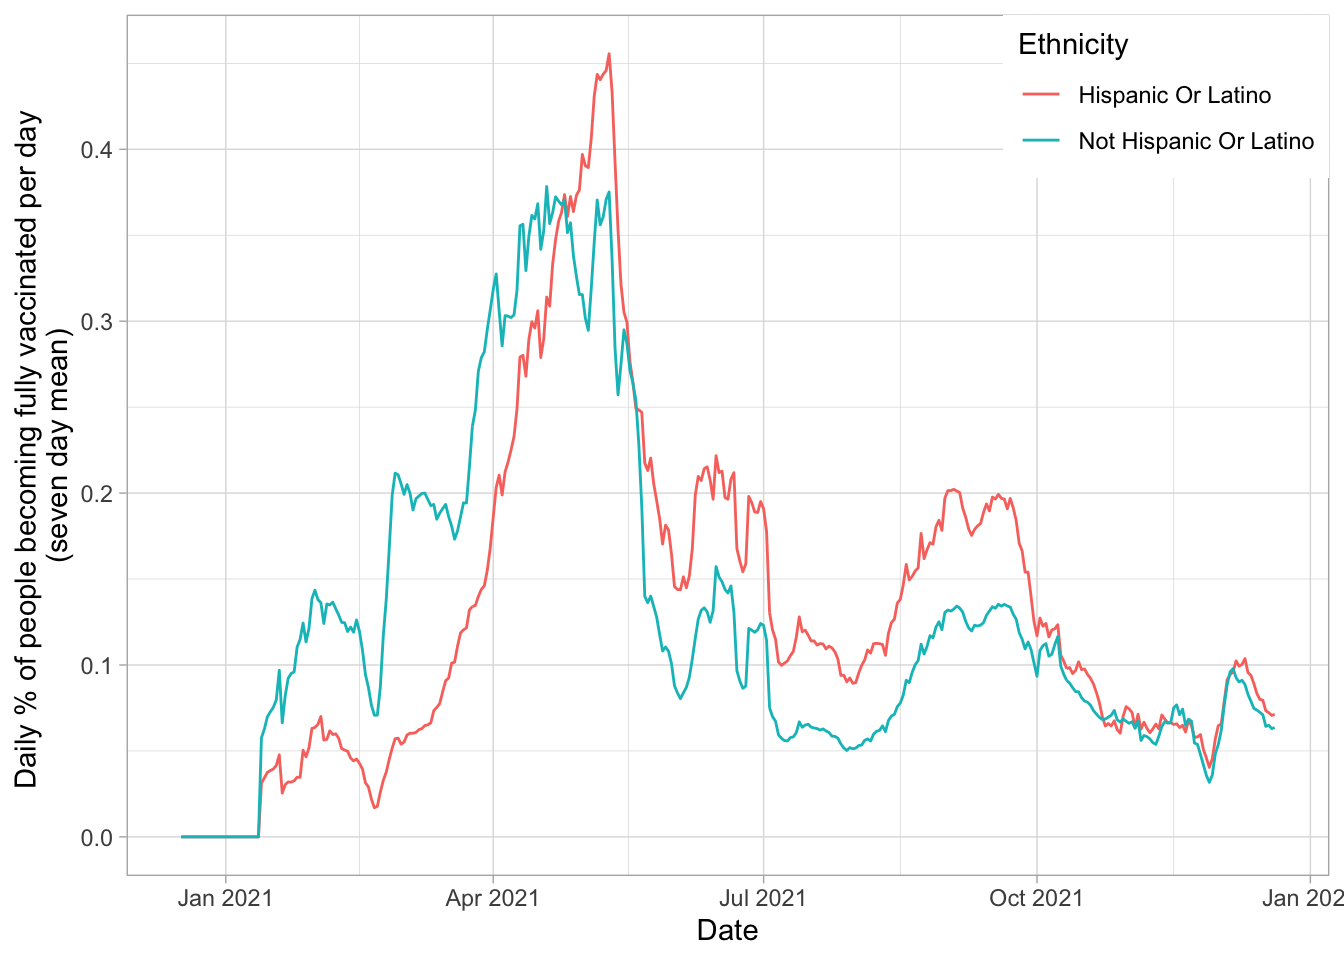 Ethnicity
Hispanic Or Latino
Not Hispanic Or Latino
Daily % of people becoming fully vaccinated per day
(seven day mean)
0.4
0.3
0.2
0.1
0.0
Jan 2021 Apr 2021 Jul 2021 Oct 2021 Jan 202
Date